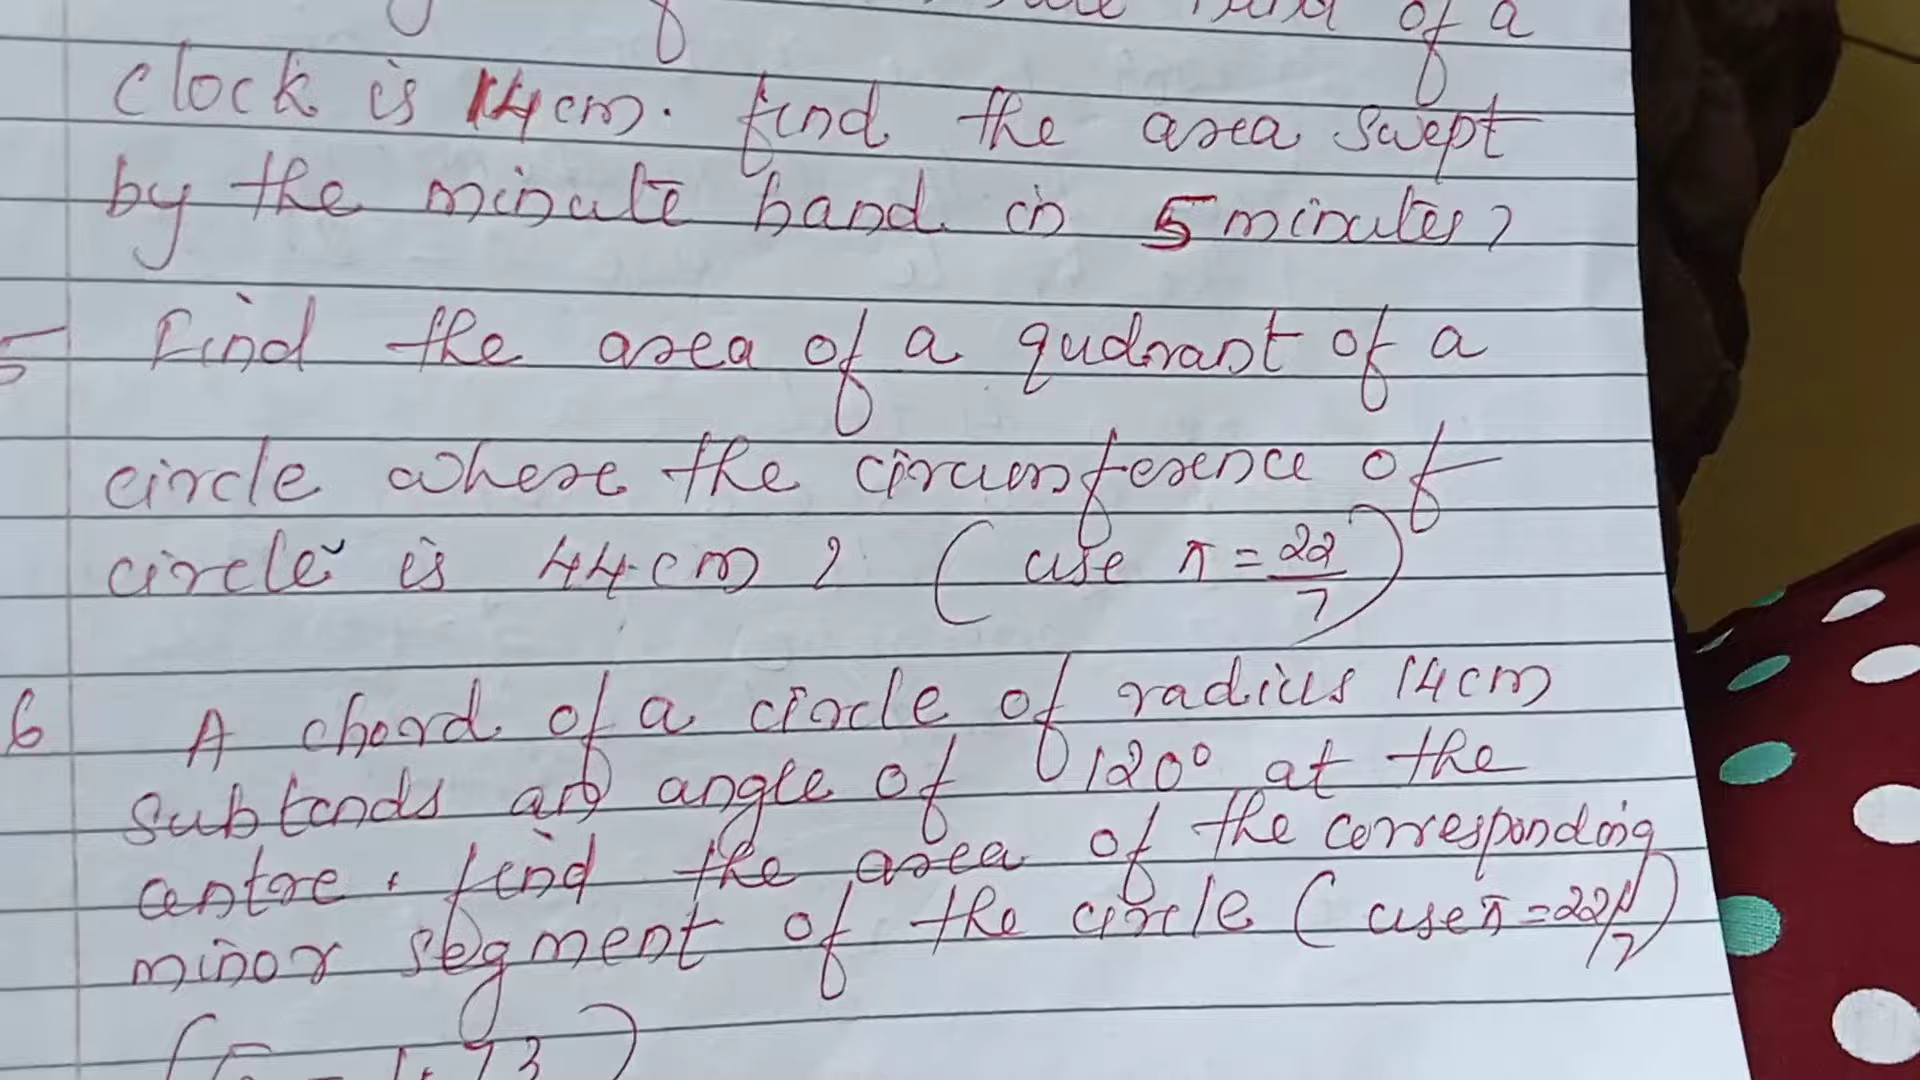 of a
clock is 14cm. find the area swept
by the minute hand in 5 minutes?
5 Find the area of a qudrant of a
circle where the circumference of
circle is 44cm? (use π = 22/7)
6 A chord of a circle of radius 14cm
subtends an angle of 120° at the
centre. find the area of the corresponding
minor segment of the circle (use π = 22/7)
1.73)